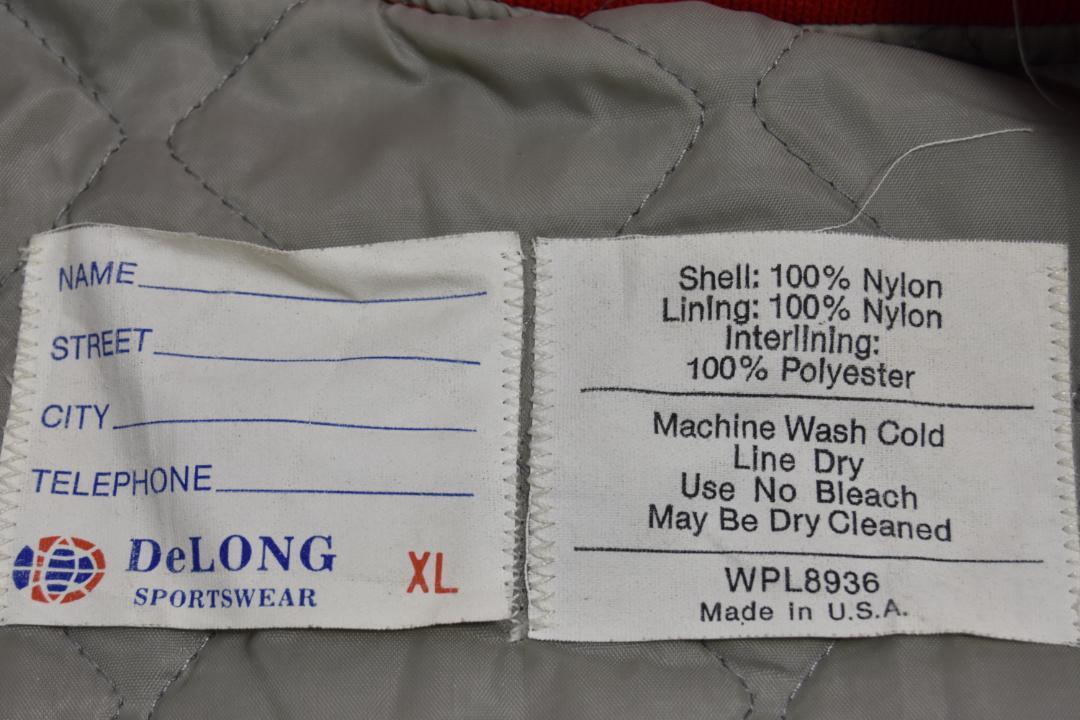 NAME
STREET
CITY
TELEPHONE
DeLONG
SPORTSWEAR
XL
Shell: 100% Nylon
Lining: 100% Nylon
Interlining:
100% Polyester
Machine Wash Cold
Line Dry
Use No Bleach
May Be Dry Cleaned
WPL8936
Made in U.S.A.